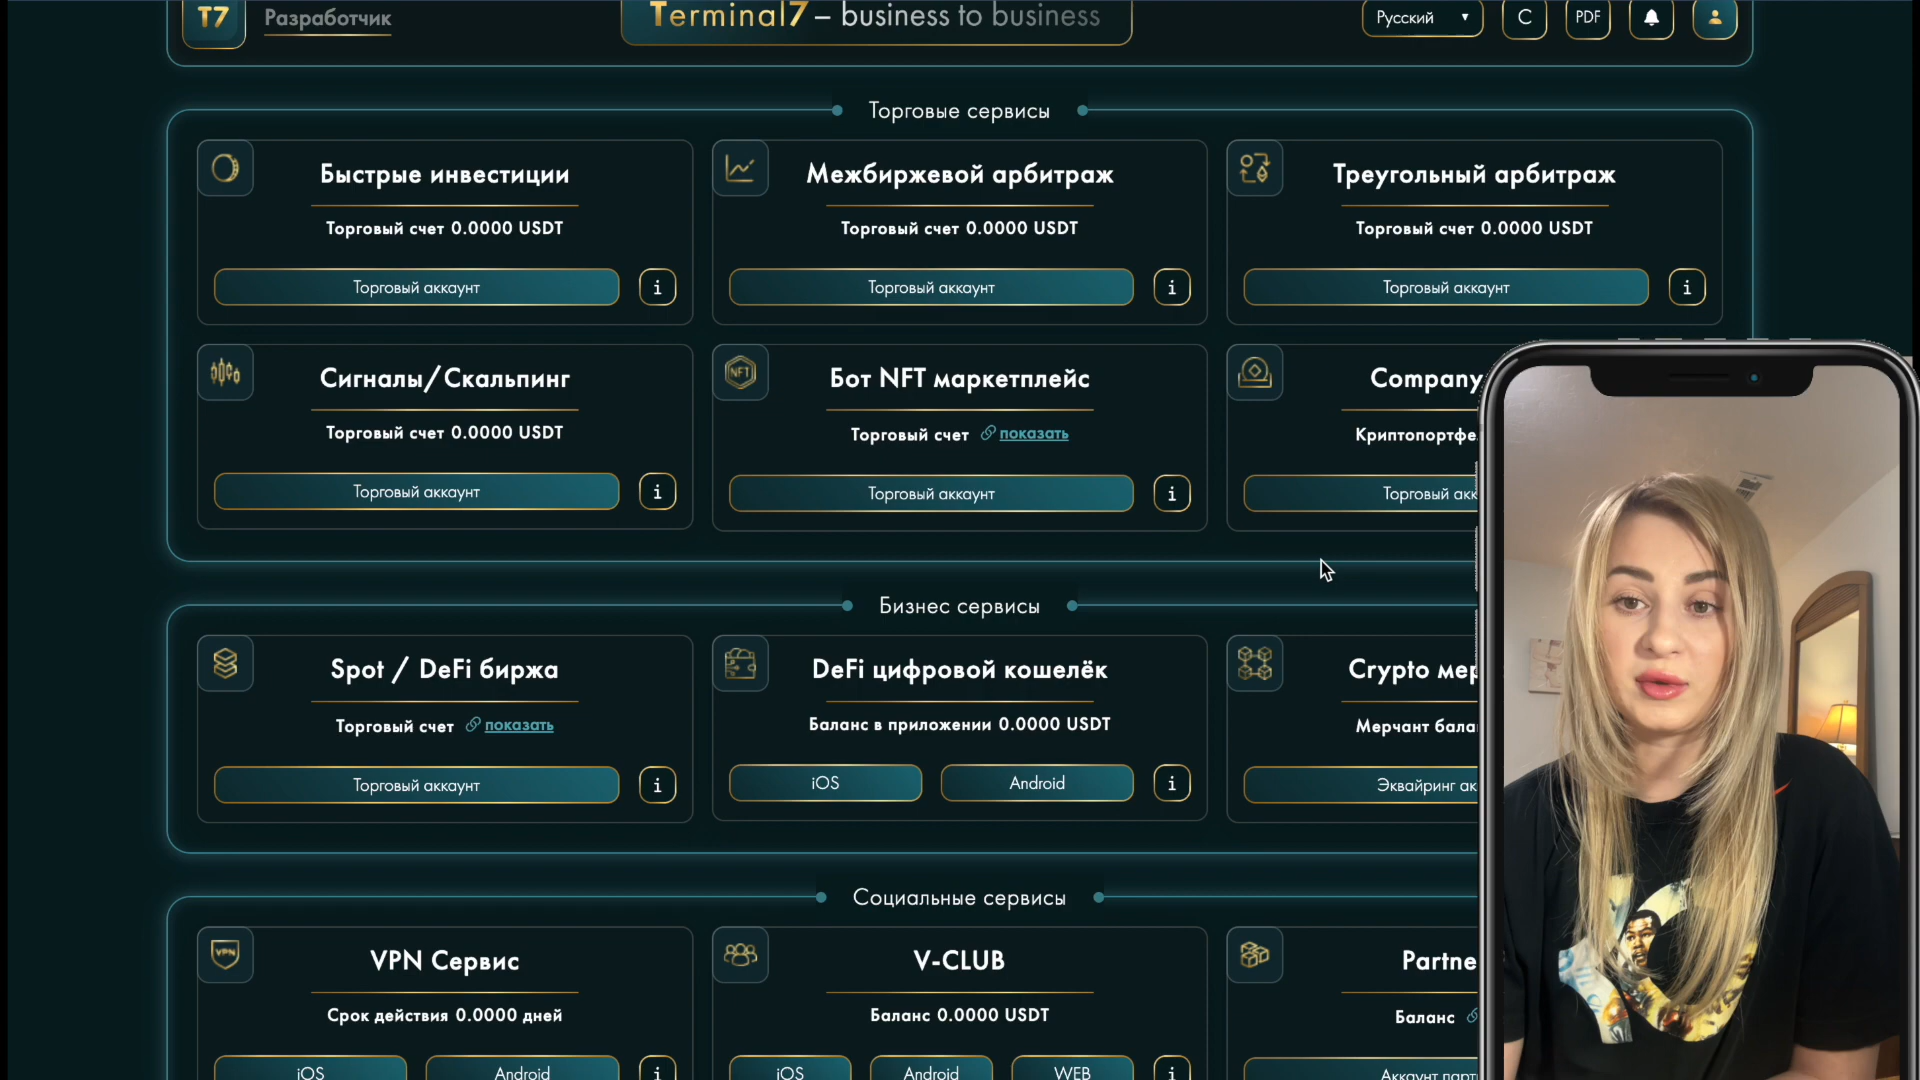 T7
Разработчик
Terminal7 – business to business
Русский
C
PDF
Торговые сервисы
Быстрые инвестиции
Торговый счет 0.0000 USDT
Торговый аккаунт
i
Межбиржевой арбитраж
Торговый счет 0.0000 USDT
Торговый аккаунт
i
Треугольный арбитраж
Торговый счет 0.0000 USDT
Торговый аккаунт
i
Сигналы/Скальпинг
Торговый счет 0.0000 USDT
Торговый аккаунт
i
NFT
Бот NFT маркетплейс
Торговый счет показать
Торговый аккаунт
i
Company
Торговый
Бизнес сервисы
Spot / DeFi биржа
Торговый счет показать
Торговый аккаунт
i
DeFi цифровой кошелёк
Баланс в приложении 0.0000 USDT
iOS
Android
i
Crypto
Мерчант
Эквайринг
Социальные сервисы
VPN
VPN Сервис
Срок действия 0.0000 дней
iOS
Android
i
V-CLUB
Баланс 0.0000 USDT
iOS
Android
WEB
i
Баланс
Аккаунт